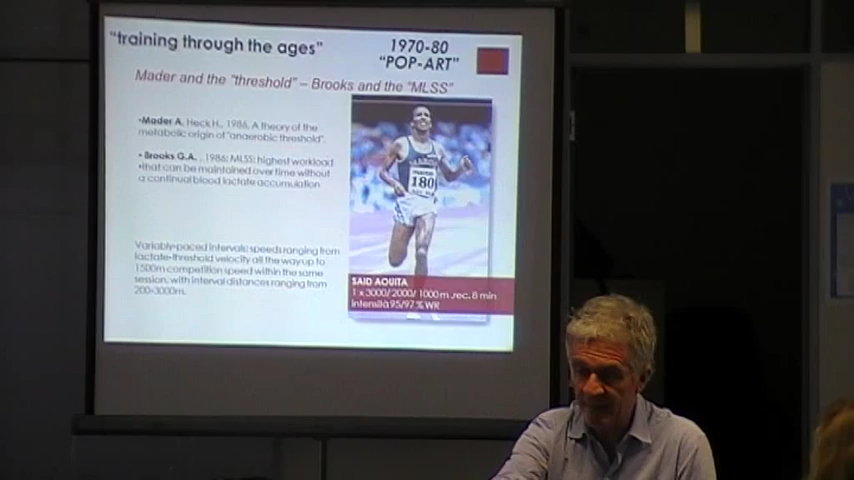 "training through the ages"
1970-80
"POP-ART"
Mader and the "threshold" – Brooks and the "MLSS"
•Mader A, Heck H., 1986, A theory of the
metabolic origin of "anaerobic threshold".
• Brooks G.A. , 1986: MLSS: highest workload
•that can be maintained over time without
a continual blood lactate accumulation
180
Variably-paced intervals: speeds ranging from
lactate-threshold velocity all the way up to
1500m competition speed within the same
session, with interval distances ranging from
200-3000m.
SAID AOUITA
1 x 3000/ 2000/ 1000 m ,rec. 8 min
95/97 % WR